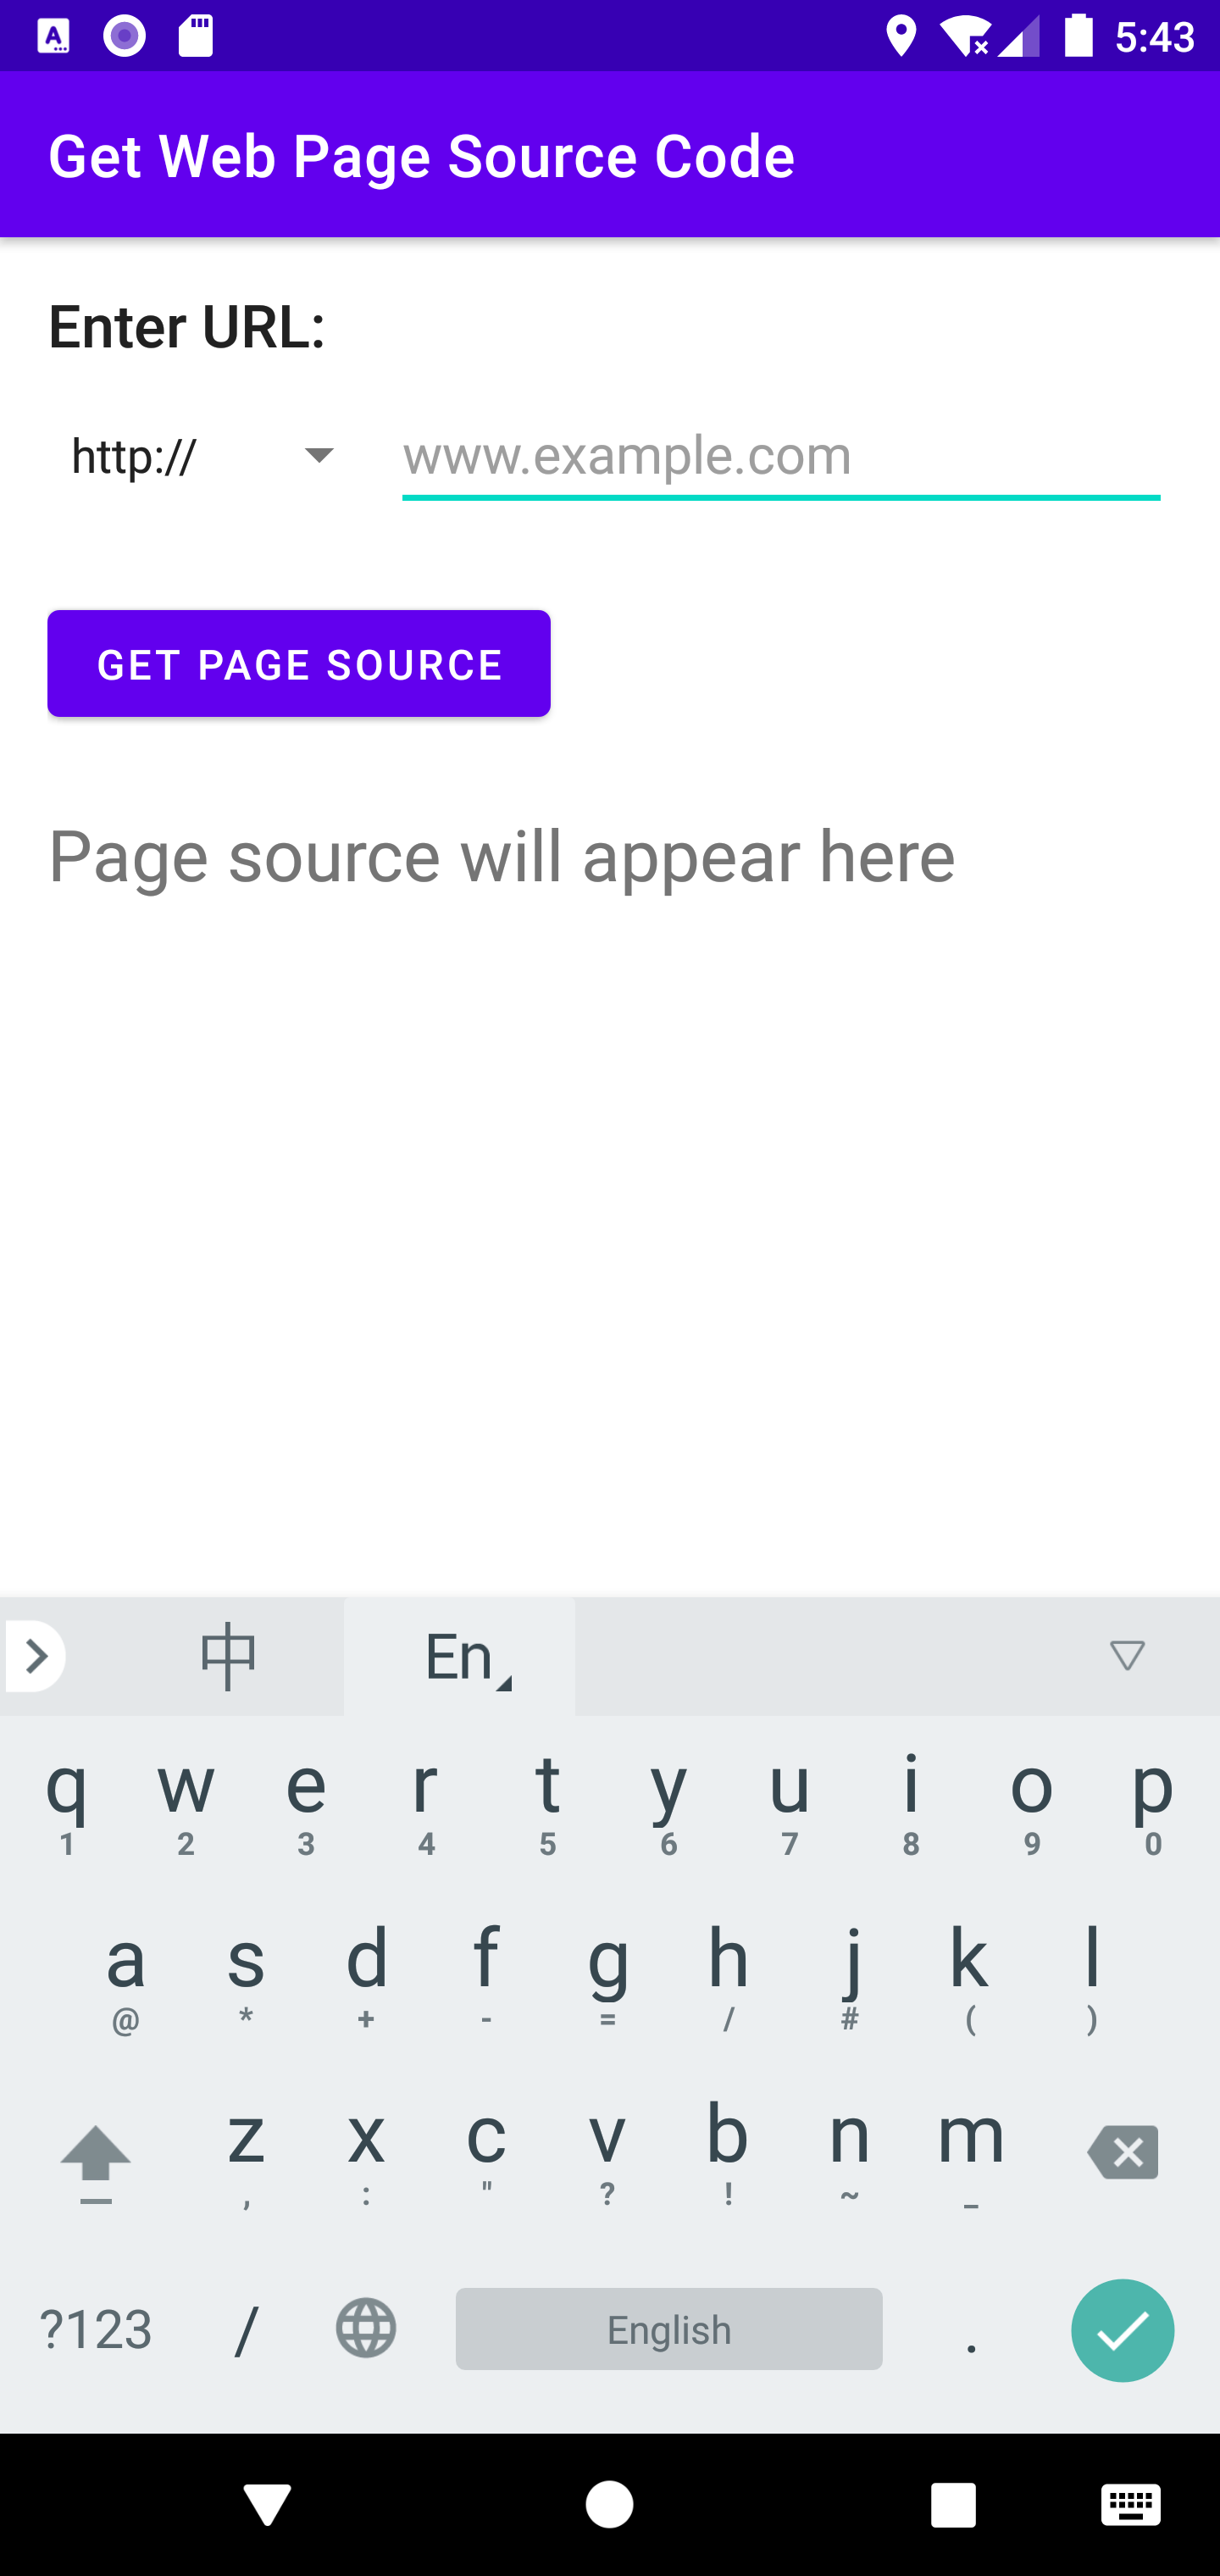 5:43
Get Web Page Source Code
Enter URL:
http:// www.example.com
GET PAGE SOURCE
Page source will appear here
中 En
q w e r t y u i o p
1 2 3 4 5 6 7 8 9 0
a s d f g h j k l
@ * + - = / # ( )
z x c v b n m
, : " ? ! ~ _
?123 / English .